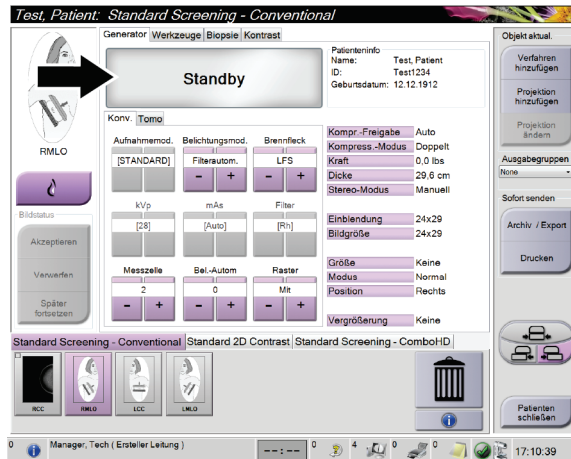 Test, Patient: Standard Screening - Conventional
Generator Werkzeuge Biopsie Kontrast
Standby
Patienteninfo
Name: Test, Patient
ID: Test1234
Geburtsdatum: 12.12.1912
Objekt aktual.
Verfahren
hinzufügen
Projektion
hinzufügen
Projektion
ändern
Ausgabegruppen
None
Sofort senden
Archiv / Export
Drucken
Patienten
schließen
RMLO
Bildstatus
Akzeptieren
Verwerfen
Später
fortsetzen
Konv. Tomo
Aufnahmemod. Belichtungsmod. Brennfleck
[STANDARD] Filterautom. LFS
- + - +
kVp mAs Filter
[28] [Auto] [Rh]
Messzelle Bel.-Autom Raster
2 0 Mit
- + - + - +
Kompr.-Freigabe Auto
Kompress.-Modus Doppelt
Kraft 0,0 lbs
Dicke 29,6 cm
Stereo-Modus Manuell
Einblendung 24x29
Bildgröße 24x29
Größe Keine
Modus Normal
Position Rechts
Vergrößerung Keine
Standard Screening - Conventional Standard 2D Contrast Standard Screening - ComboHD
RCC RMLO LCC LMLO
0 Manager, Tech ( Ersteller Leitung ) --:-- 0 4 0 0 17:10:39